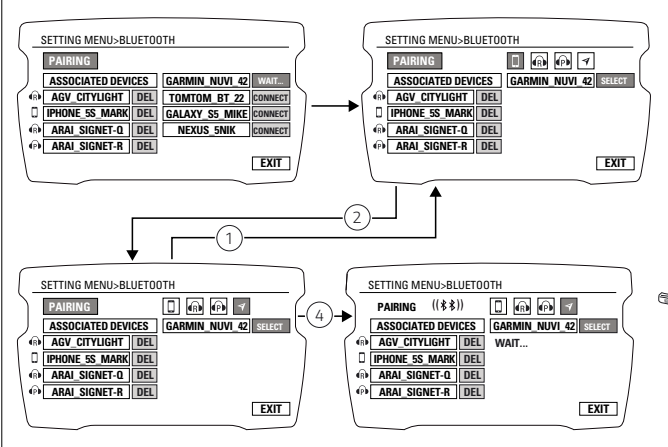 SETTING MENU>BLUETOOTH
PAIRING
ASSOCIATED DEVICES GARMIN_NUVI_42 WAIT...
R AGV_CITYLIGHT DEL TOMTOM_BT_22 CONNECT
IPHONE_5S_MARK DEL GALAXY_S5_MIKE CONNECT
R ARAI_SIGNET-Q DEL NEXUS_5NIK CONNECT
P ARAI_SIGNET-R DEL
EXIT
SETTING MENU>BLUETOOTH
PAIRING R P
ASSOCIATED DEVICES GARMIN_NUVI_42 SELECT
R AGV_CITYLIGHT DEL
IPHONE_5S_MARK DEL
R ARAI_SIGNET-Q DEL
P ARAI_SIGNET-R DEL
EXIT
2
1
SETTING MENU>BLUETOOTH
PAIRING R P
ASSOCIATED DEVICES GARMIN_NUVI_42 SELECT
R AGV_CITYLIGHT DEL
IPHONE_5S_MARK DEL
R ARAI_SIGNET-Q DEL
P ARAI_SIGNET-R DEL
EXIT
4
SETTING MENU>BLUETOOTH
PAIRING R P
ASSOCIATED DEVICES GARMIN_NUVI_42 SELECT
R AGV_CITYLIGHT DEL WAIT...
IPHONE_5S_MARK DEL
R ARAI_SIGNET-Q DEL
P ARAI_SIGNET-R DEL
EXIT